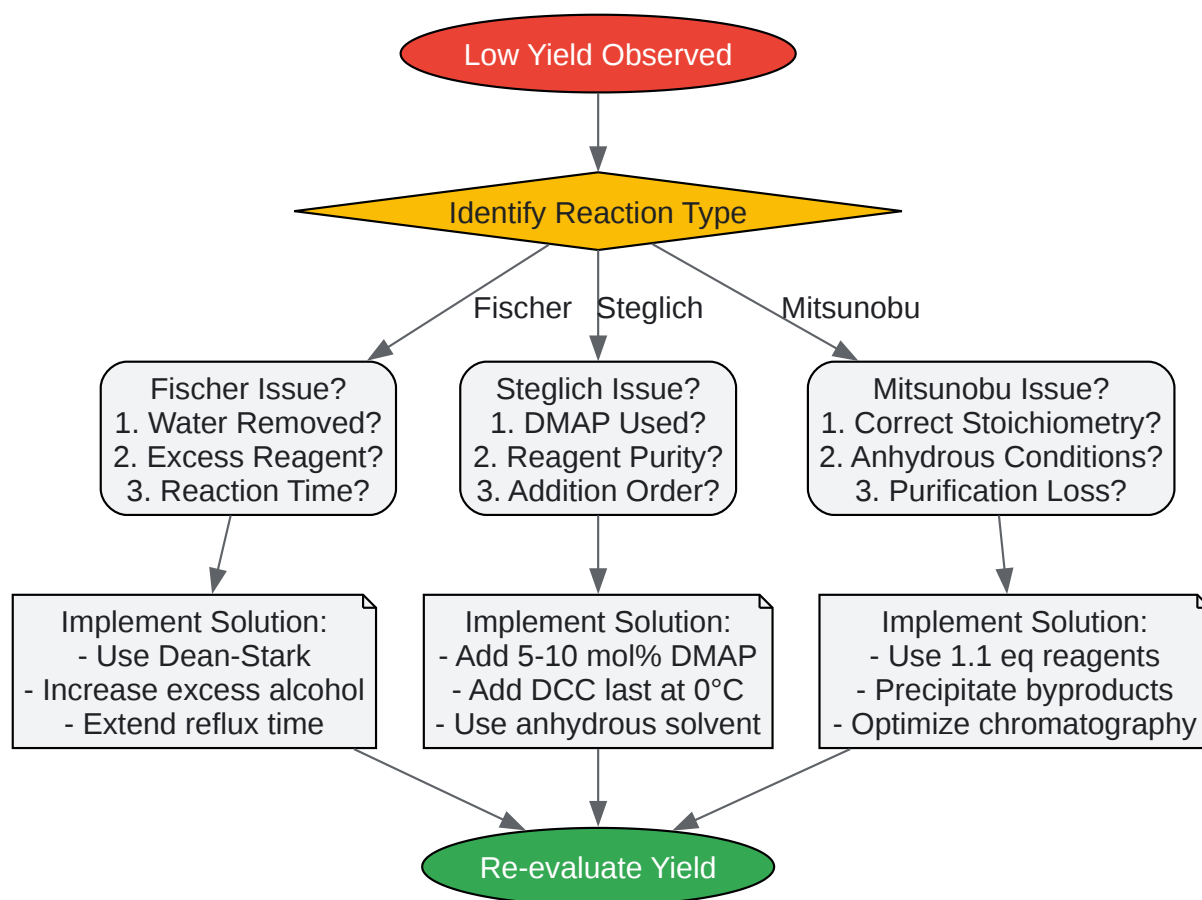 Low Yield Observed
Identify Reaction Type
Fischer
Steglich
Mitsunobu
Fischer Issue?
1. Water Removed?
2. Excess Reagent?
3. Reaction Time?
Steglich Issue?
1. DMAP Used?
2. Reagent Purity?
3. Addition Order?
Mitsunobu Issue?
1. Correct Stoichiometry?
2. Anhydrous Conditions?
3. Purification Loss?
Implement Solution:
- Use Dean-Stark
- Increase excess alcohol
- Extend reflux time
Implement Solution:
- Add 5-10 mol% DMAP
- Add DCC last at 0°C
- Use anhydrous solvent
Implement Solution:
- Use 1.1 eq reagents
- Precipitate byproducts
- Optimize chromatography
Re-evaluate Yield